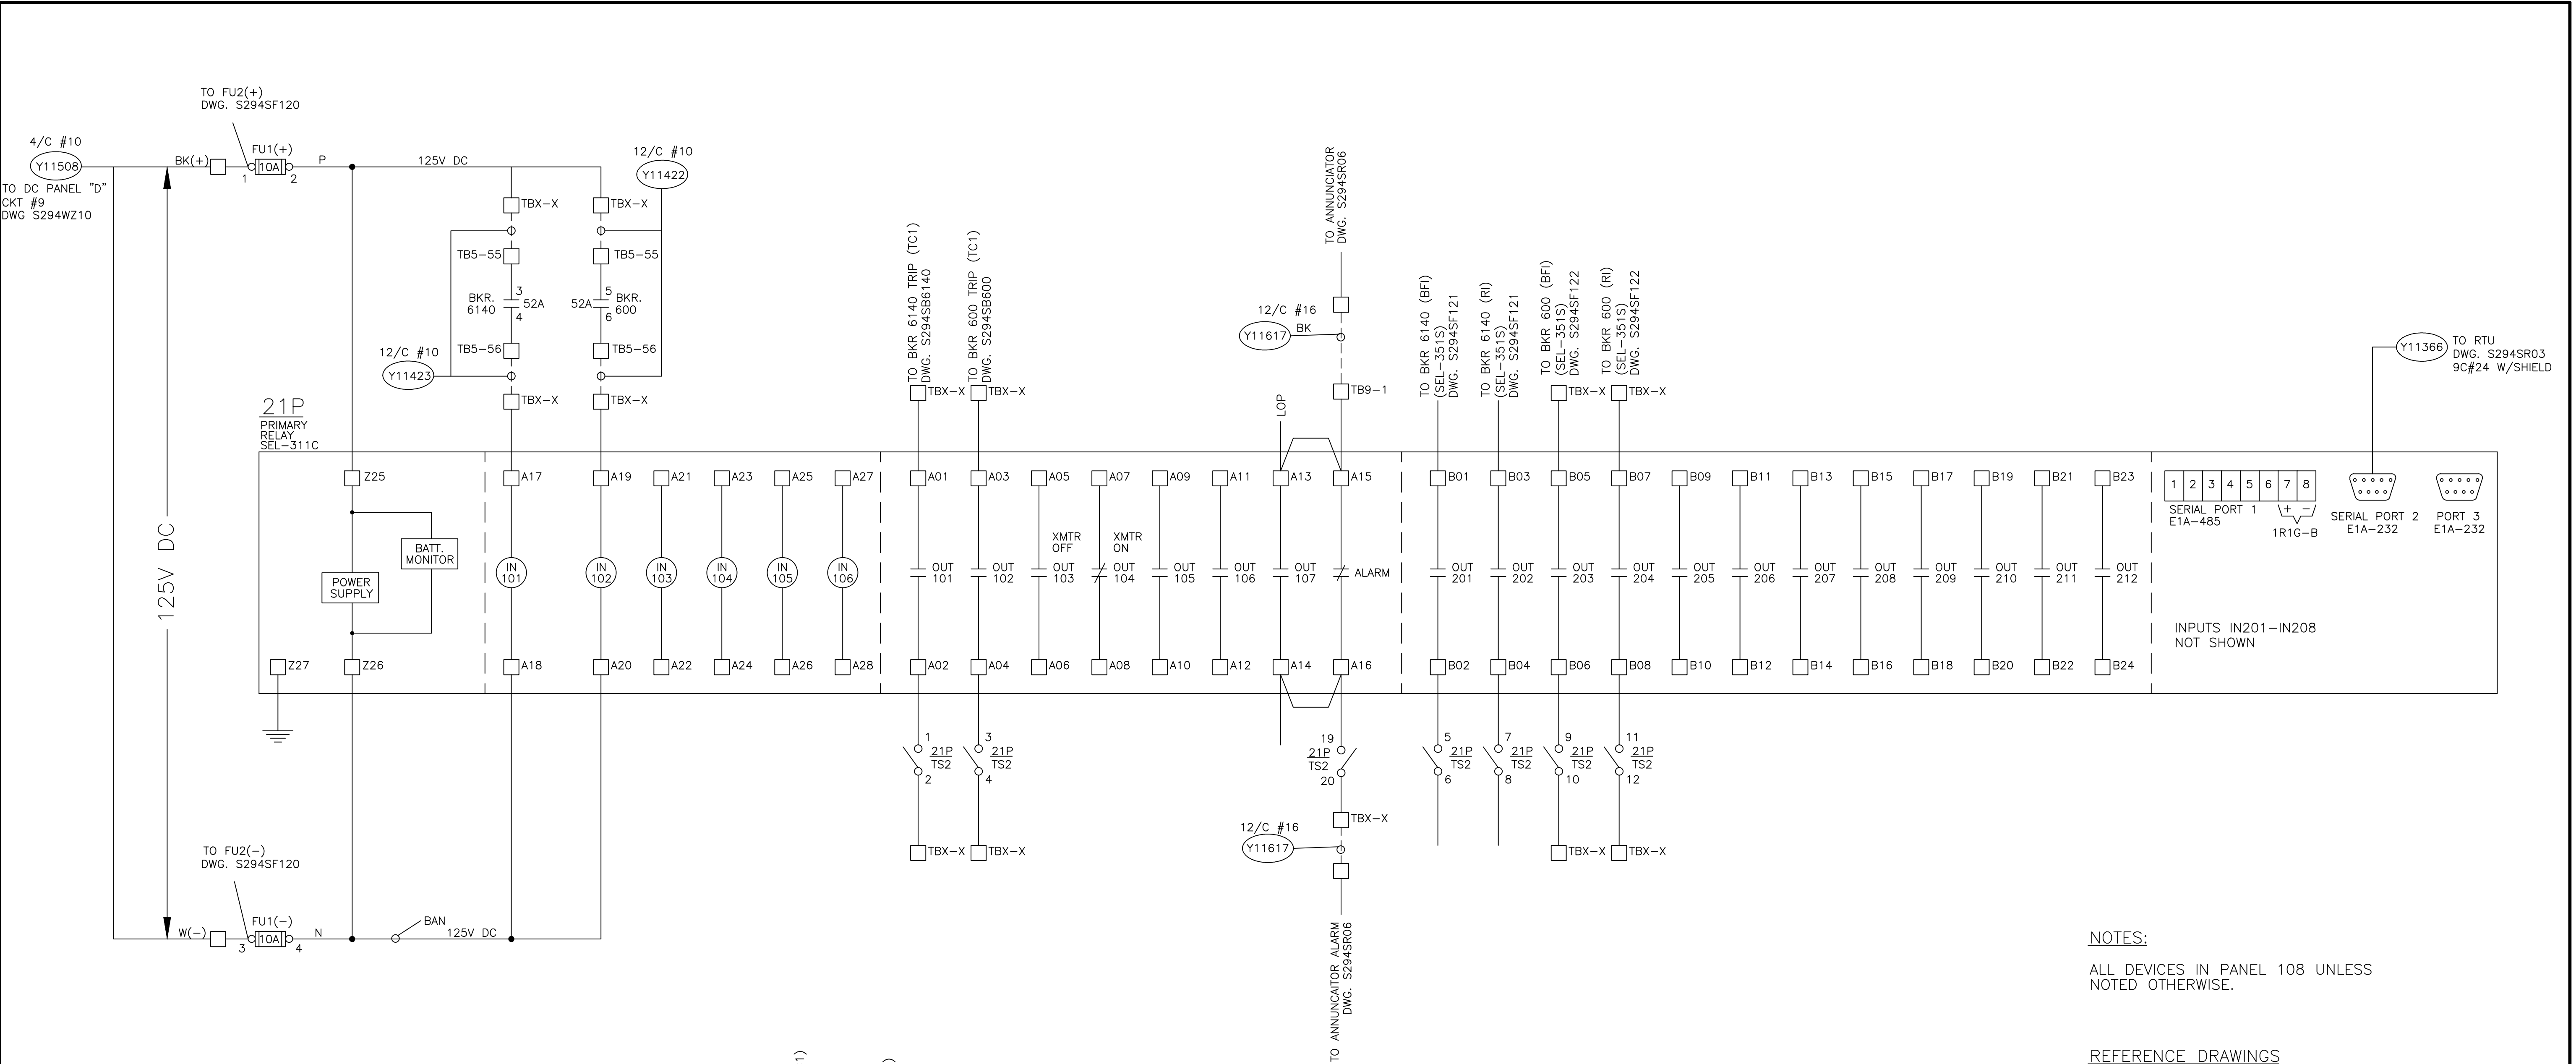 TO FU2(+)
DWG. S294SF120
4/C #10
Y11508
TO DC PANEL "D"
CKT #9
DWG S294WZ10
BK(+)
FU1(+)
10A
1
2
P
125V DC
12/C #10
Y11422
TBX-X
TBX-X
TB5-55
TB5-55
BKR.
6140
3
52A
4
52A
5
BKR.
600
6
TB5-56
TB5-56
12/C #10
Y11423
TBX-X
TBX-X
TO BKR 6140 TRIP (TC1)
DWG. S294SB6140
TO BKR 600 TRIP (TC1)
DWG. S294SB600
TBX-X
TBX-X
TO ANNUNCIATOR
DWG. S294SR06
12/C #16
Y11617
BK
TB9-1
LOP
TO BKR 6140 (BFI)
(SEL-351S)
DWG. S294SF121
TO BKR 6140 (RI)
(SEL-351S)
DWG. S294SF121
TO BKR 600 (BFI)
(SEL-351S)
DWG. S294SF122
TO BKR 600 (RI)
(SEL-351S)
DWG. S294SF122
TBX-X
TBX-X
Y11366
TO RTU
DWG. S294SR03
9C#24 W/SHIELD
21P
PRIMARY
RELAY
SEL-311C
125V DC
Z25
A17
A19
A21
A23
A25
A27
A01
A03
A05
A07
A09
A11
A13
A15
B01
B03
B05
B07
B09
B11
B13
B15
B17
B19
B21
B23
1 2 3 4 5 6 7 8
SERIAL PORT 1
E1A-485
+ -
1R1G-B
SERIAL PORT 2
E1A-232
PORT 3
E1A-232
BATT.
MONITOR
POWER
SUPPLY
IN
101
IN
102
IN
103
IN
104
IN
105
IN
106
OUT
101
OUT
102
XMTR
OFF
OUT
103
XMTR
ON
OUT
104
OUT
105
OUT
106
OUT
107
ALARM
OUT
201
OUT
202
OUT
203
OUT
204
OUT
205
OUT
206
OUT
207
OUT
208
OUT
209
OUT
210
OUT
211
OUT
212
INPUTS IN201-IN208
NOT SHOWN
Z27
Z26
A18
A20
A22
A24
A26
A28
A02
A04
A06
A08
A10
A12
A14
A16
B02
B04
B06
B08
B10
B12
B14
B16
B18
B20
B22
B24
1
21P
TS2
2
3
21P
TS2
4
19
21P
TS2
20
5
21P
TS2
6
7
21P
TS2
8
9
21P
TS2
10
11
21P
TS2
12
TBX-X
TBX-X
TBX-X
12/C #16
Y11617
TBX-X
TBX-X
TO FU2(-)
DWG. S294SF120
W(-)
FU1(-)
10A
3
4
N
BAN
125V DC
TO ANNUNCAITOR ALARM
DWG. S294SR06
NOTES:
ALL DEVICES IN PANEL 108 UNLESS
NOTED OTHERWISE.
1)
)
REFERENCE DRAWINGS